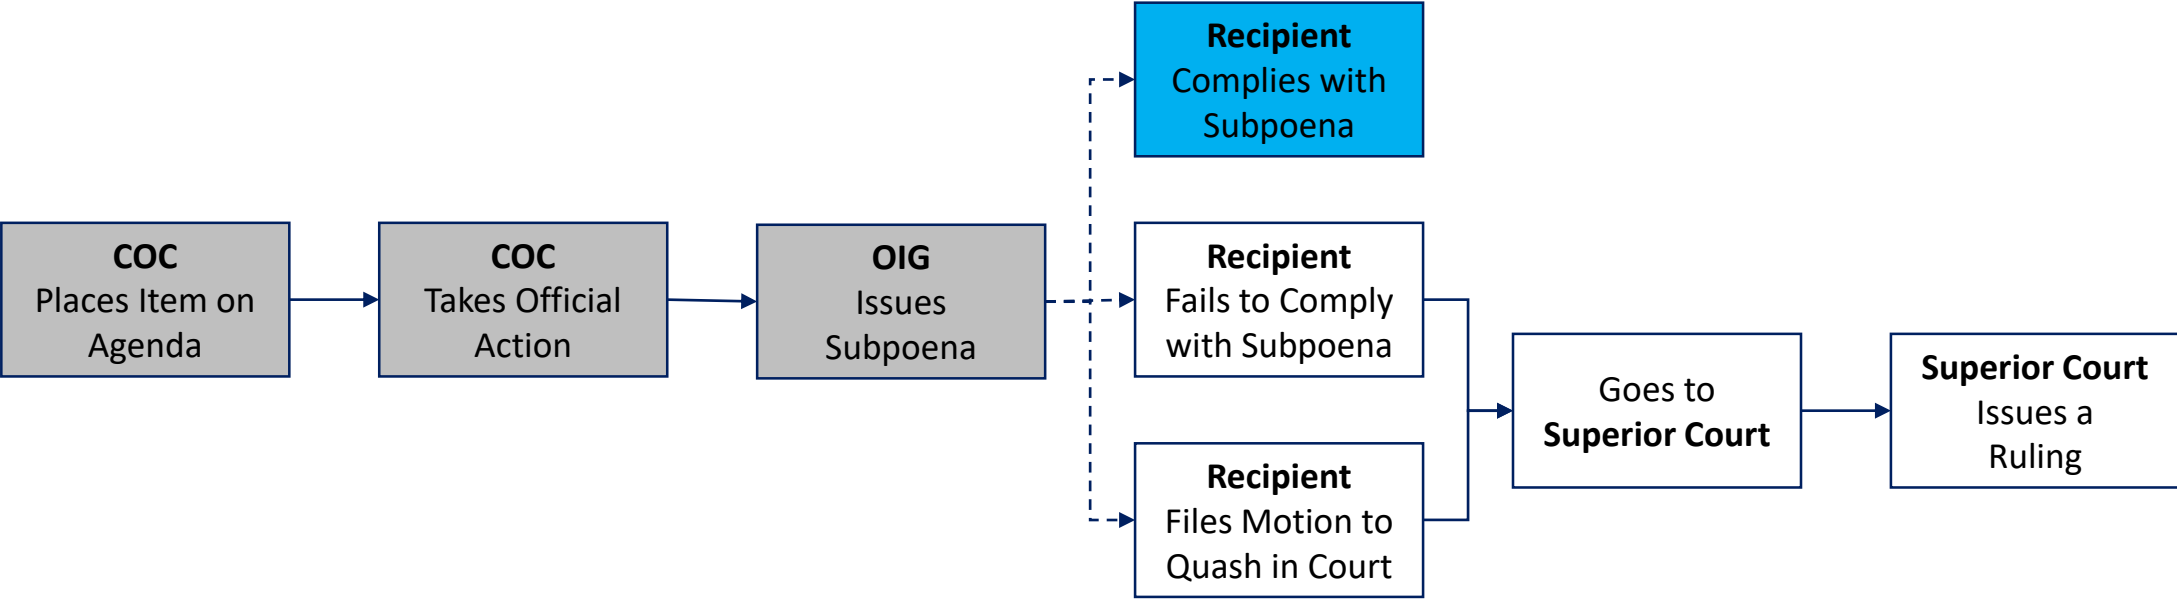 COC
Places Item on
Agenda
COC
Takes Official
Action
OIG
Issues
Subpoena
Recipient
Complies with
Subpoena
Recipient
Fails to Comply
with Subpoena
Recipient
Files Motion to
Quash in Court
Goes to
Superior Court
Superior Court
Issues a
Ruling